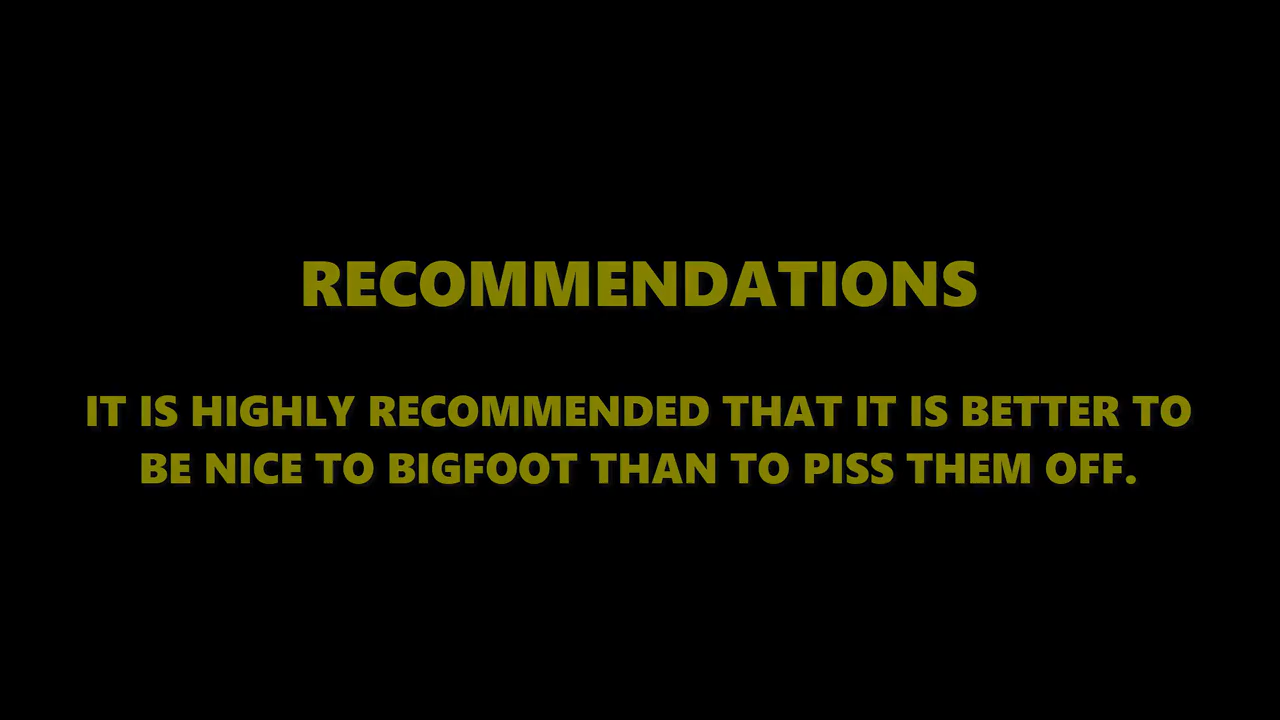 RECOMMENDATIONS
IT IS HIGHLY RECOMMENDED THAT IT IS BETTER TO
BE NICE TO BIGFOOT THAN TO PISS THEM OFF.